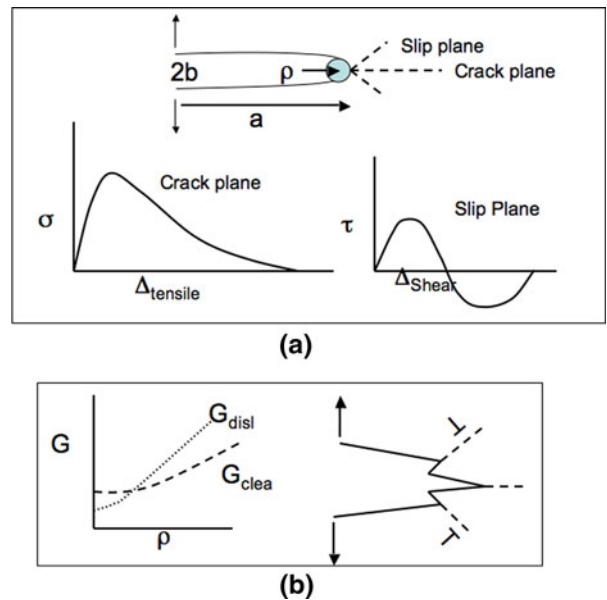 Slip plane
2b
ρ
Crack plane
a
Crack plane
σ
Δtensile
Slip Plane
τ
ΔShear
(a)
G
Gdisl
Gclea
ρ
(b)